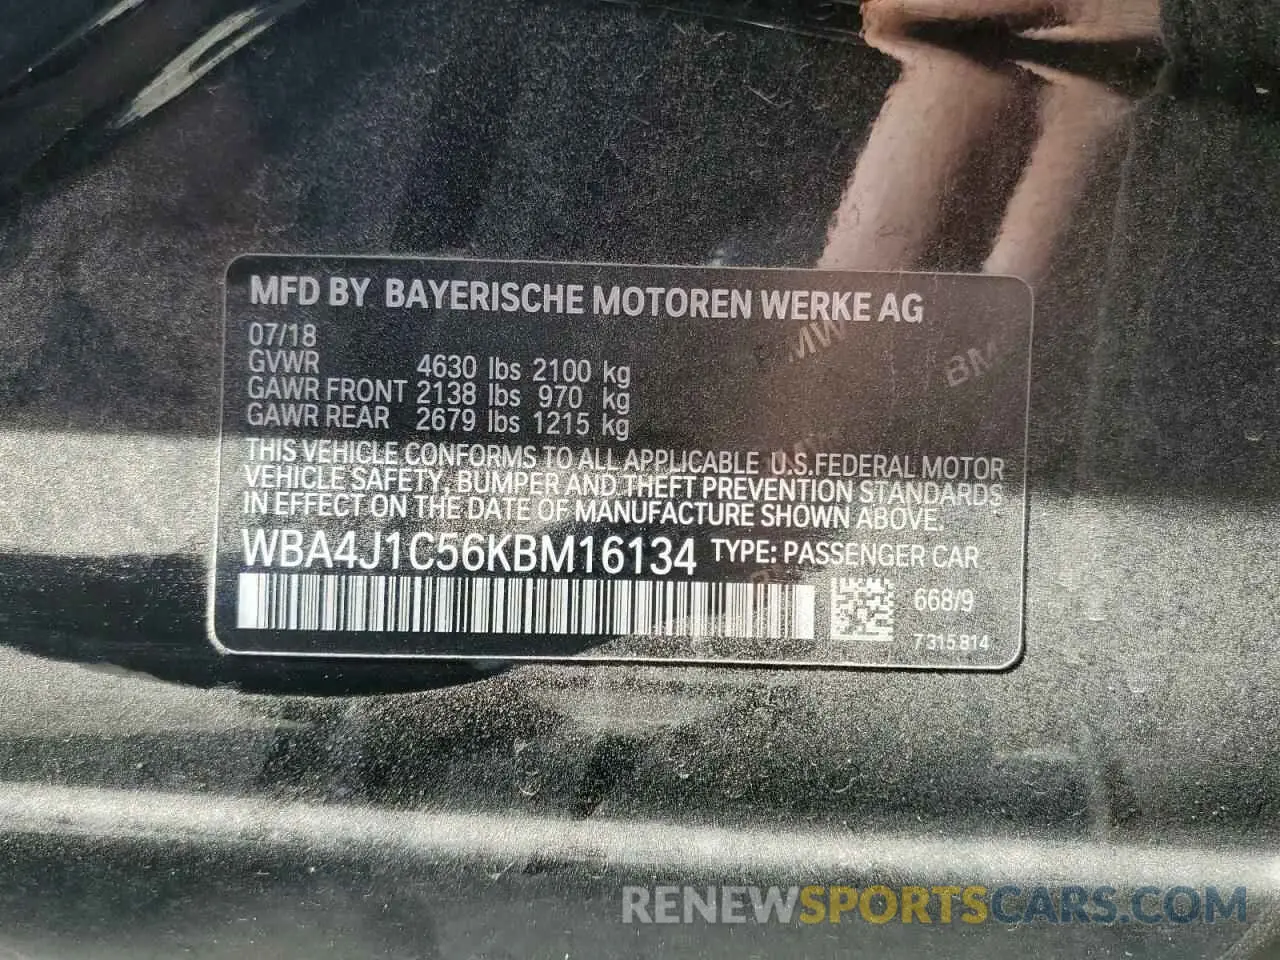 MFD BY BAYERISCHE MOTOREN WERKE AG
07/18
GVWR 4630 lbs 2100 kg
GAWR FRONT 2138 lbs 970 kg
GAWR REAR 2679 lbs 1215 kg
THIS VEHICLE CONFORMS TO ALL APPLICABLE U.S.FEDERAL MOTOR
VEHICLE SAFETY, BUMPER AND THEFT PREVENTION STANDARDS
IN EFFECT ON THE DATE OF MANUFACTURE SHOWN ABOVE.
WBA4J1C56KBM16134 TYPE: PASSENGER CAR
668/9
7 315 814
BMW
BM
RENEWSPORTSCARS.COM